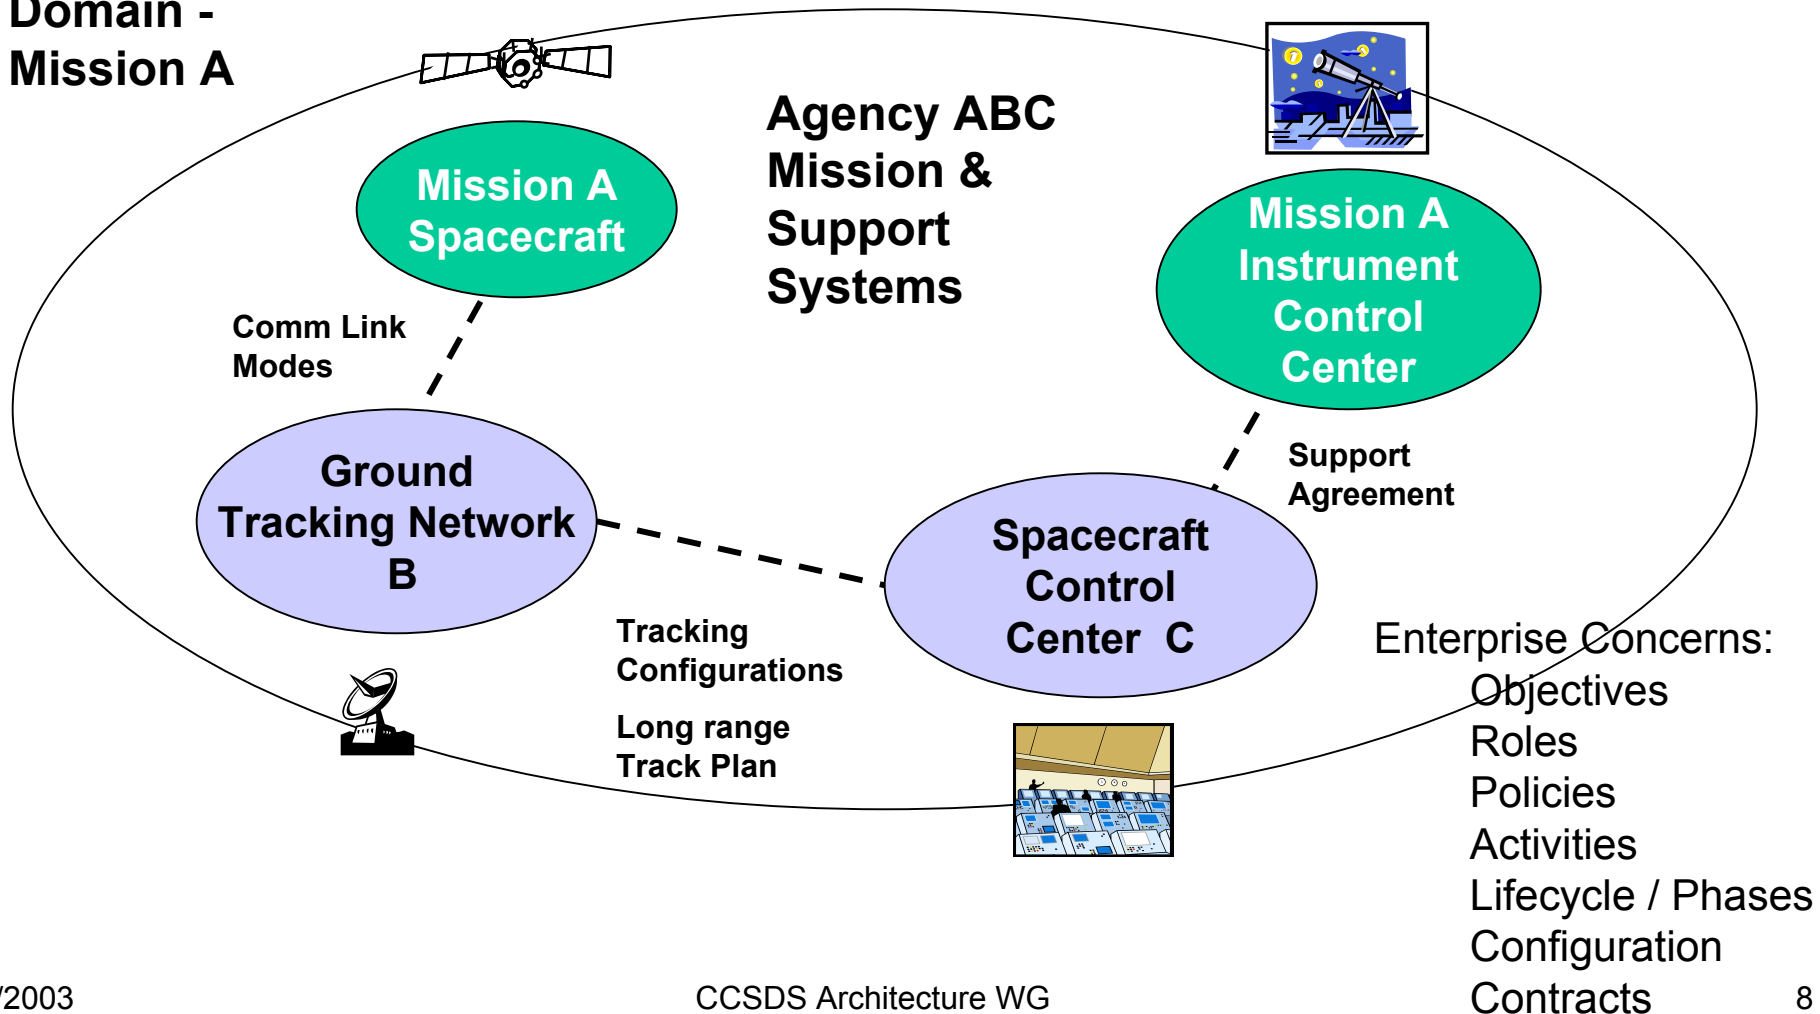 Domain -
Mission A
Agency ABC
Mission &
Support
Systems
Mission A
Spacecraft
Mission A
Instrument
Control
Center
Comm Link
Modes
Ground
Tracking Network
B
Support
Agreement
Spacecraft
Control
Center C
Tracking
Configurations
Long range
Track Plan
Enterprise Concerns:
Objectives
Roles
Policies
Activities
Lifecycle / Phases
Configuration
Contracts
/2003
CCSDS Architecture WG
8